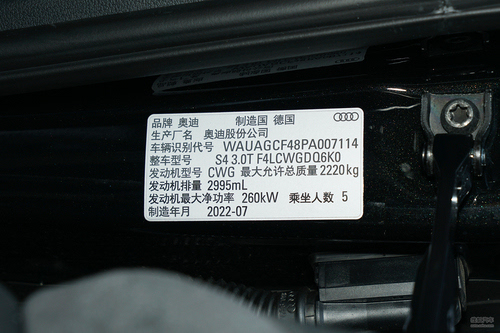 品牌 奥迪 制造国 德国
生产厂名 奥迪股份公司
车辆识别代号 WAUAGCF48PA007114
整车型号 S4 3.0T F4LCWGDQ6K0
发动机型号 CWG 最大允许总质量 2220kg
发动机排量 2995mL
发动机最大净功率 260kW 乘坐人数 5
制造年月 2022-07